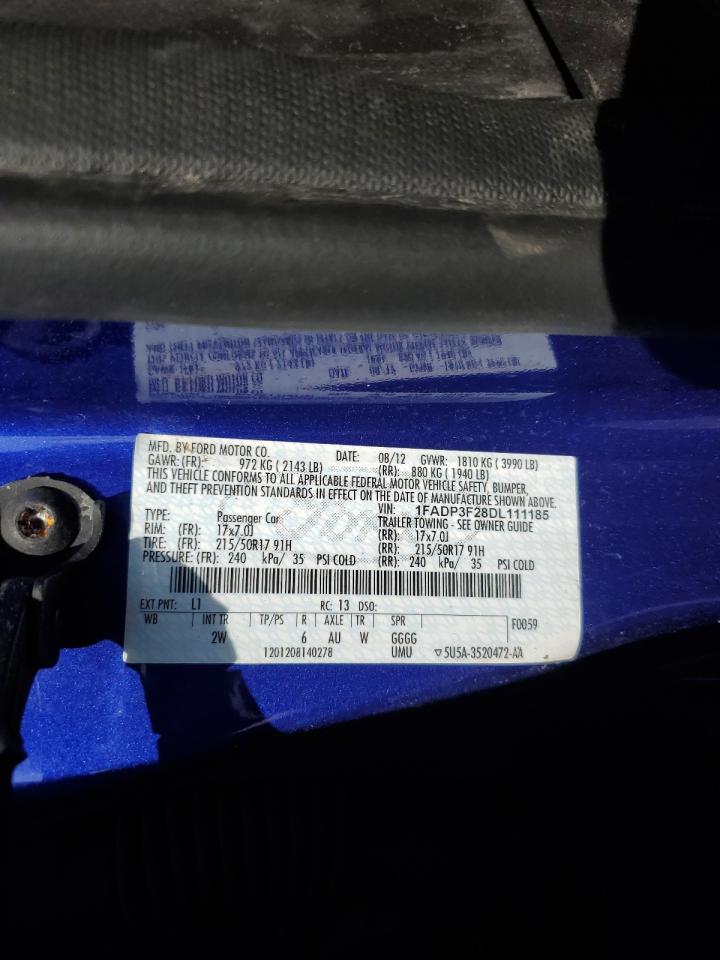 MFD. BY FORD MOTOR CO. DATE: 08/12 GVWR: 1810 KG ( 3990 LB)
GAWR: (FR): 972 KG ( 2143 LB) (RR): 880 KG ( 1940 LB)
THIS VEHICLE CONFORMS TO ALL APPLICABLE FEDERAL MOTOR VEHICLE SAFETY, BUMPER,
AND THEFT PREVENTION STANDARDS IN EFFECT ON THE DATE OF MANUFACTURE SHOWN ABOVE.
VIN: 1FADP3F28DL111185
TYPE: Passenger Car TRAILER TOWING - SEE OWNER GUIDE
RIM: (FR) 17x7.0J (RR): 17x7.0J
TIRE: (FR): 215/50R17 91H (RR): 215/50R17 91H
PRESSURE: (FR): 240 kPa/ 35 PSI COLD (RR): 240 kPa/ 35 PSI COLD
EXT PNT: L1 RC: 13 DSO:
WB INT TR TP/PS R AXLE TR SPR F0059
2W 6 AU W GGGG
1201208140278 UMU ▽5U5A-3520472-AA